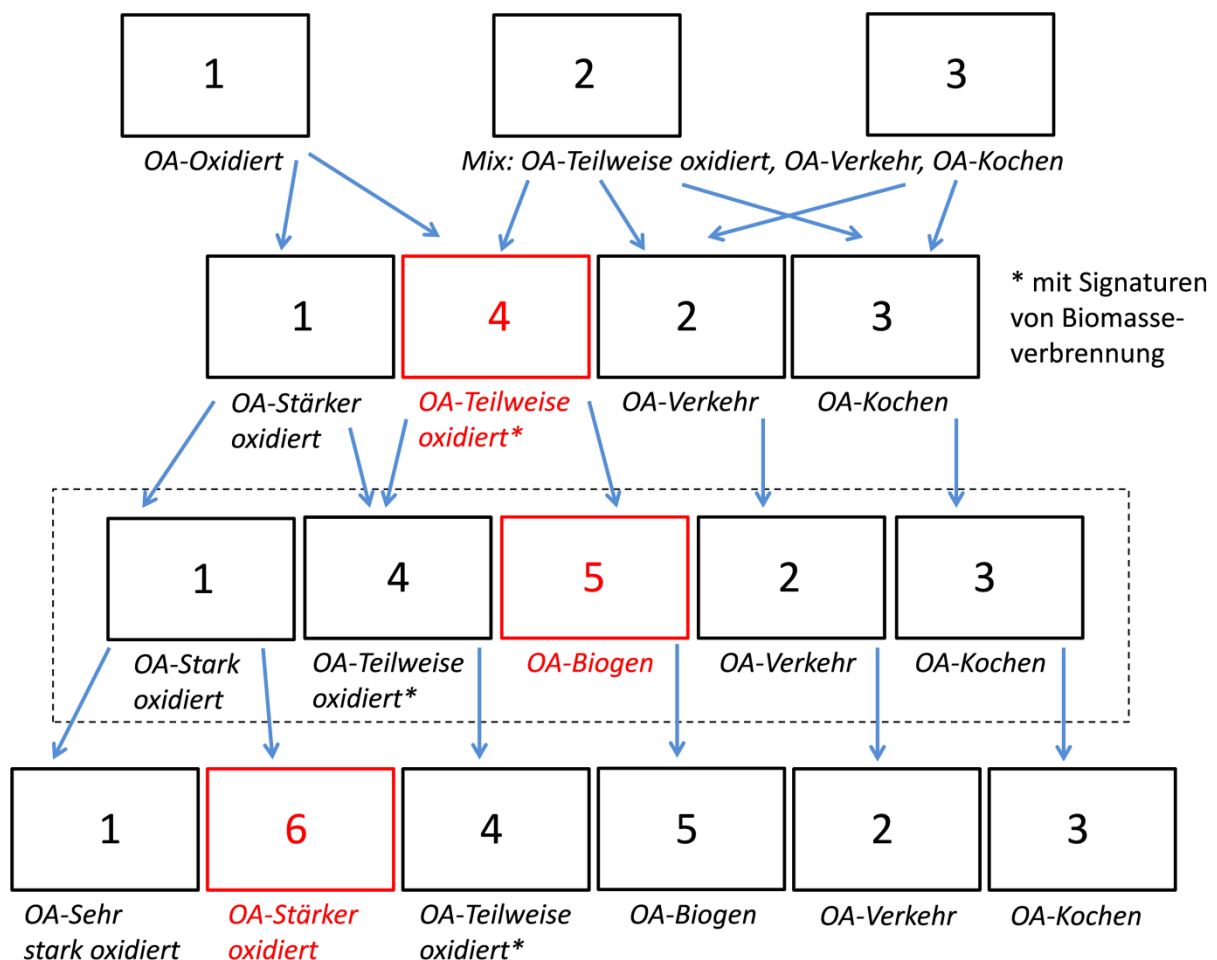 1
2
3
OA-Oxidiert
Mix: OA-Teilweise oxidiert, OA-Verkehr, OA-Kochen
1
4
2
3
* mit Signaturen
von Biomasse-
verbrennung
OA-Stärker
oxidiert
OA-Teilweise
oxidiert*
OA-Verkehr
OA-Kochen
1
4
5
2
3
OA-Stark
oxidiert
OA-Teilweise
oxidiert*
OA-Biogen
OA-Verkehr
OA-Kochen
1
6
4
5
2
3
OA-Sehr
stark oxidiert
OA-Stärker
oxidiert
OA-Teilweise
oxidiert*
OA-Biogen
OA-Verkehr
OA-Kochen